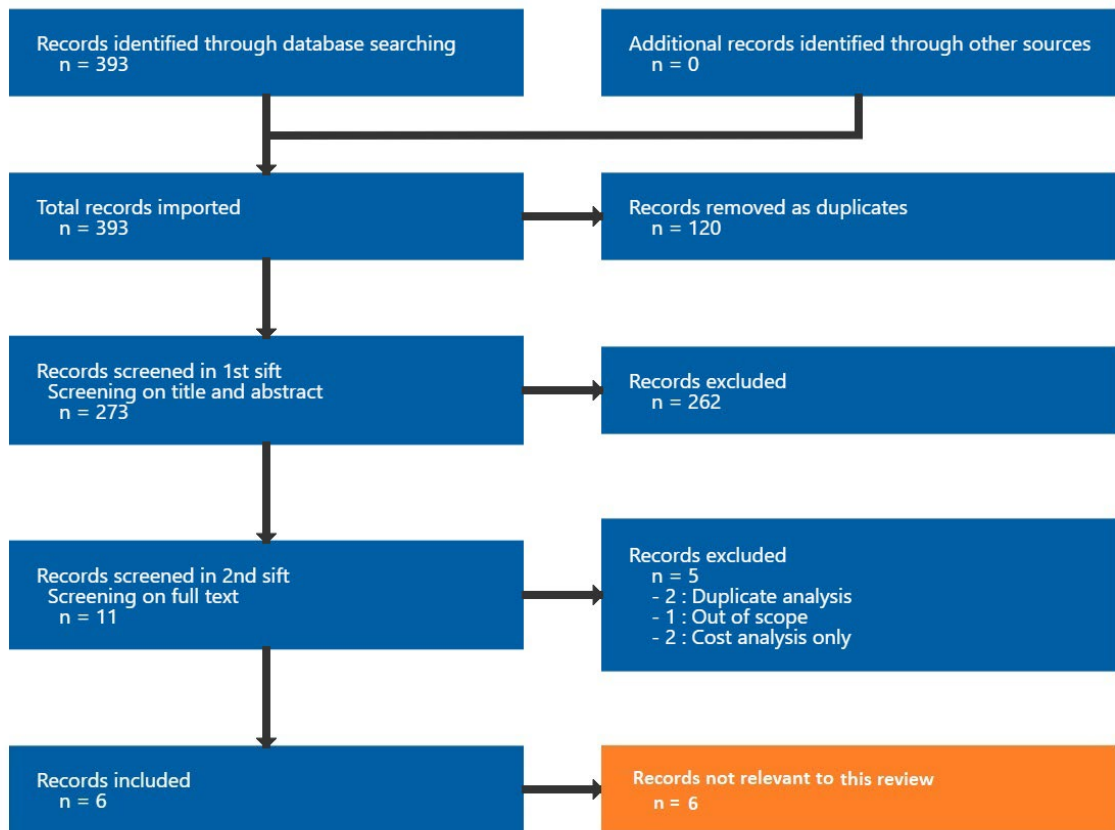 Records identified through database searching
n = 393
Additional records identified through other sources
n = 0
Total records imported
n = 393
Records removed as duplicates
n = 120
Records screened in 1st sift
Screening on title and abstract
n = 273
Records excluded
n = 262
Records screened in 2nd sift
Screening on full text
n = 11
Records excluded
n = 5
- 2 : Duplicate analysis
- 1 : Out of scope
- 2 : Cost analysis only
Records included
n = 6
Records not relevant to this review
n = 6